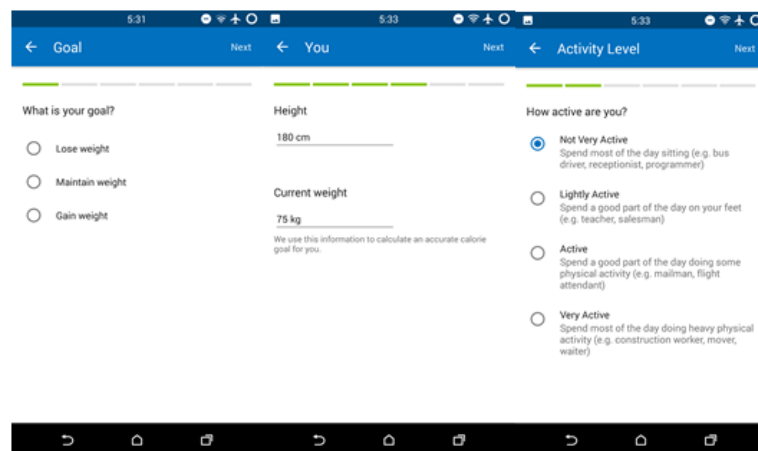 5:31
Goal
Next
What is your goal?
Lose weight
Maintain weight
Gain weight
5:33
You
Next
Height
180 cm
Current weight
75 kg
We use this information to calculate an accurate calorie
goal for you.
5:33
Activity Level
Next
How active are you?
Not Very Active
Spend most of the day sitting (e.g. bus
driver, receptionist, programmer)
Lightly Active
Spend a good part of the day on your feet
(e.g. teacher, salesman)
Active
Spend a good part of the day doing some
physical activity (e.g. mailman, flight
attendant)
Very Active
Spend most of the day doing heavy physical
activity (e.g. construction worker, mover,
waiter)